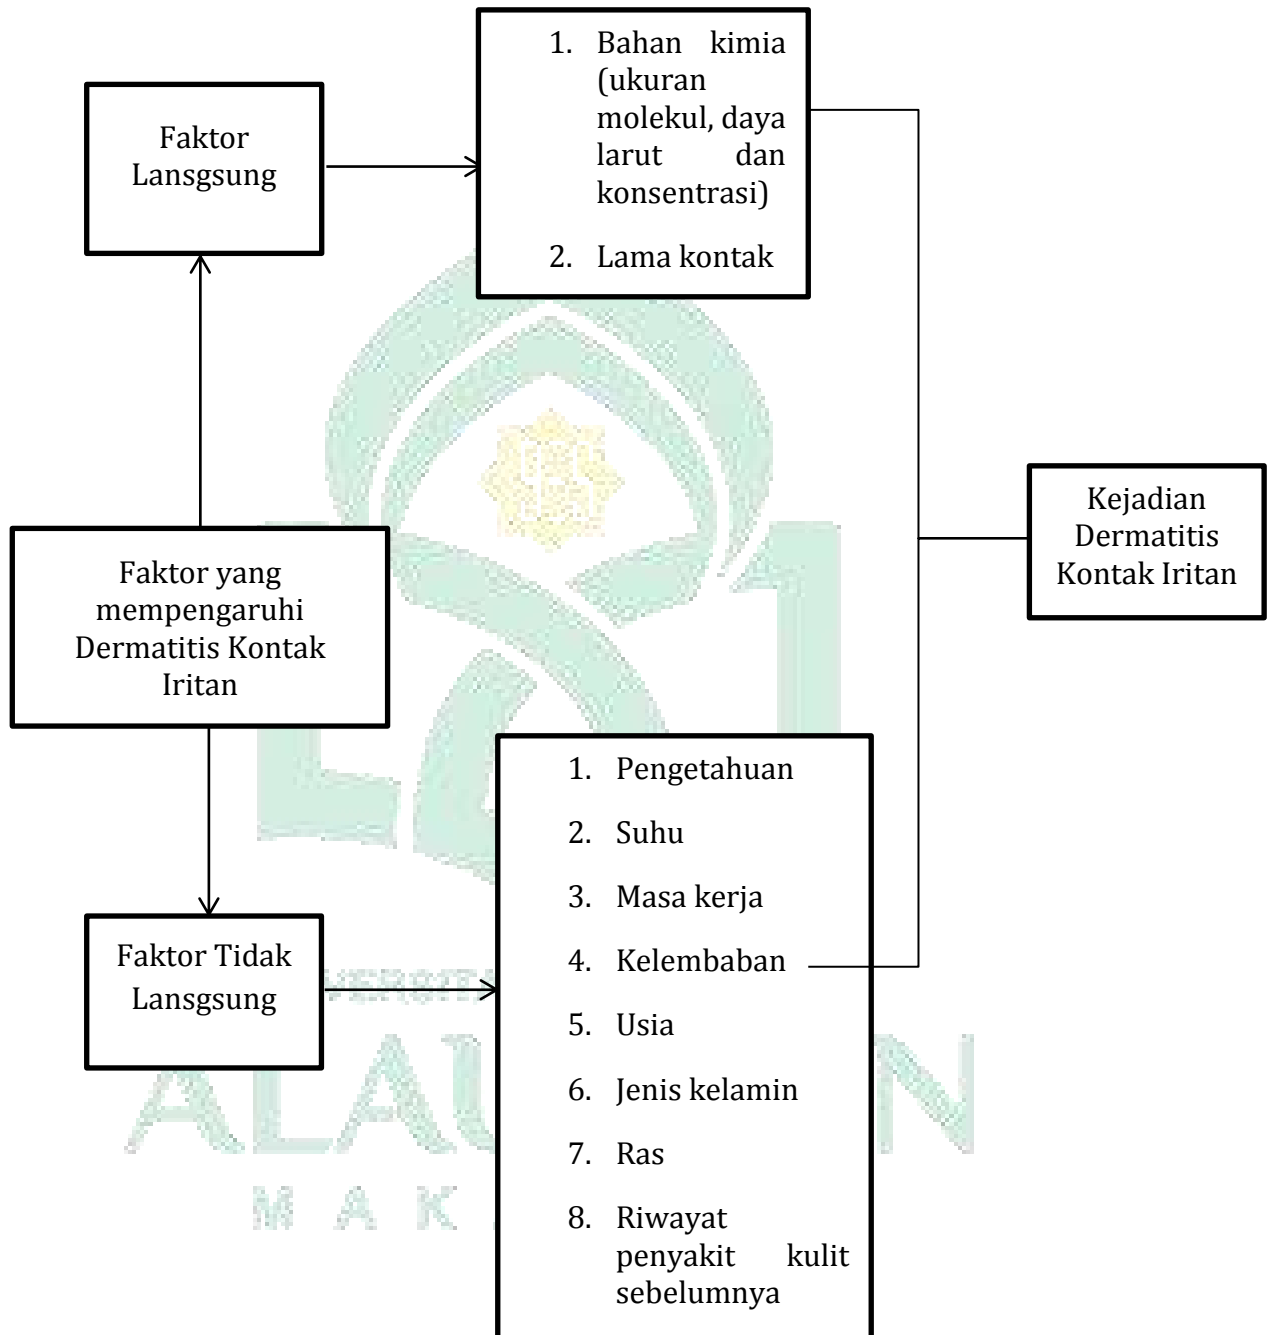 1. Bahan kimia
(ukuran
molekul, daya
larut dan
konsentrasi)
2. Lama kontak
Faktor
Lansgsung
Faktor yang
mempengaruhi
Dermatitis Kontak
Iritan
Kejadian
Dermatitis
Kontak Iritan
Faktor Tidak
Lansgsung
1. Pengetahuan
2. Suhu
3. Masa kerja
4. Kelembaban
5. Usia
6. Jenis kelamin
7. Ras
8. Riwayat
penyakit kulit
sebelumnya